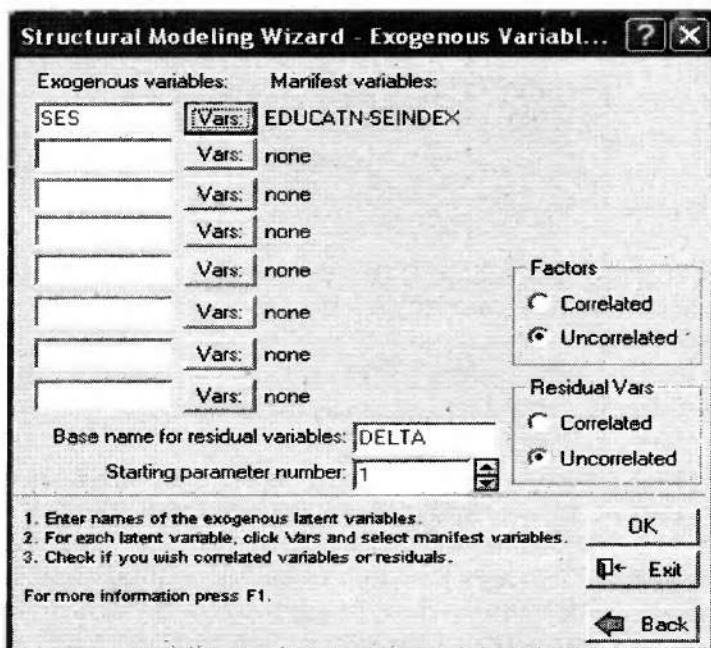 Structural Modeling Wizard - Exogenous Variabl...
Exogenous variables: Manifest variables:
SES Vars: EDUCATN-SEINDEX
Vars: none
Vars: none
Vars: none
Vars: none
Vars: none
Vars: none
Vars: none
Factors
Correlated
Uncorrelated
Residual Vars
Correlated
Uncorrelated
Base name for residual variables: DELTA
Starting parameter number: 1
1. Enter names of the exogenous latent variables.
2. For each latent variable, click Vars and select manifest variables.
3. Check if you wish correlated variables or residuals.
For more information press F1.
OK
Exit
Back